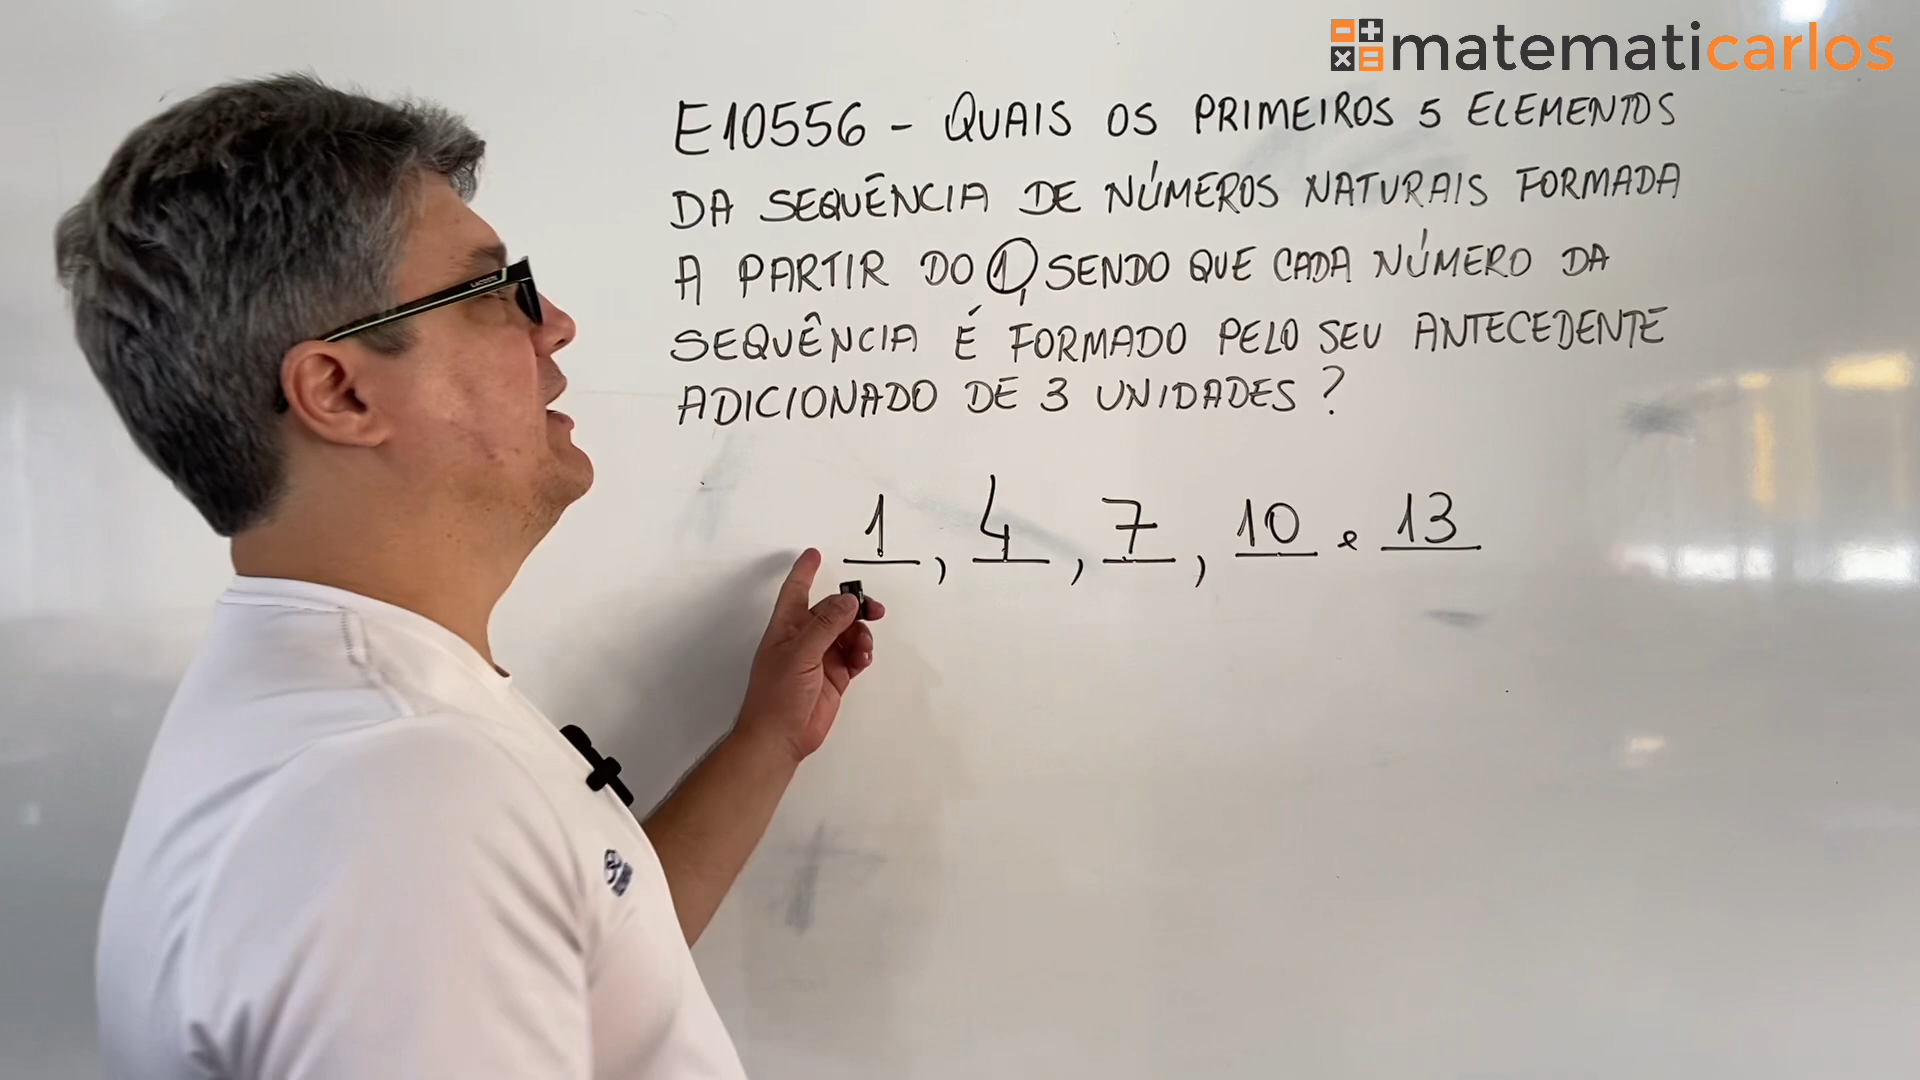 matematicarlos
E10556 - QUAIS OS PRIMEIROS 5 ELEMENTOS
DA SEQUÊNCIA DE NÚMEROS NATURAIS FORMADA
A PARTIR DO 1, SENDO QUE CADA NÚMERO DA
SEQUÊNCIA É FORMADO PELO SEU ANTECEDENTE
ADICIONADO DE 3 UNIDADES?
1, 4, 7, 10 e 13